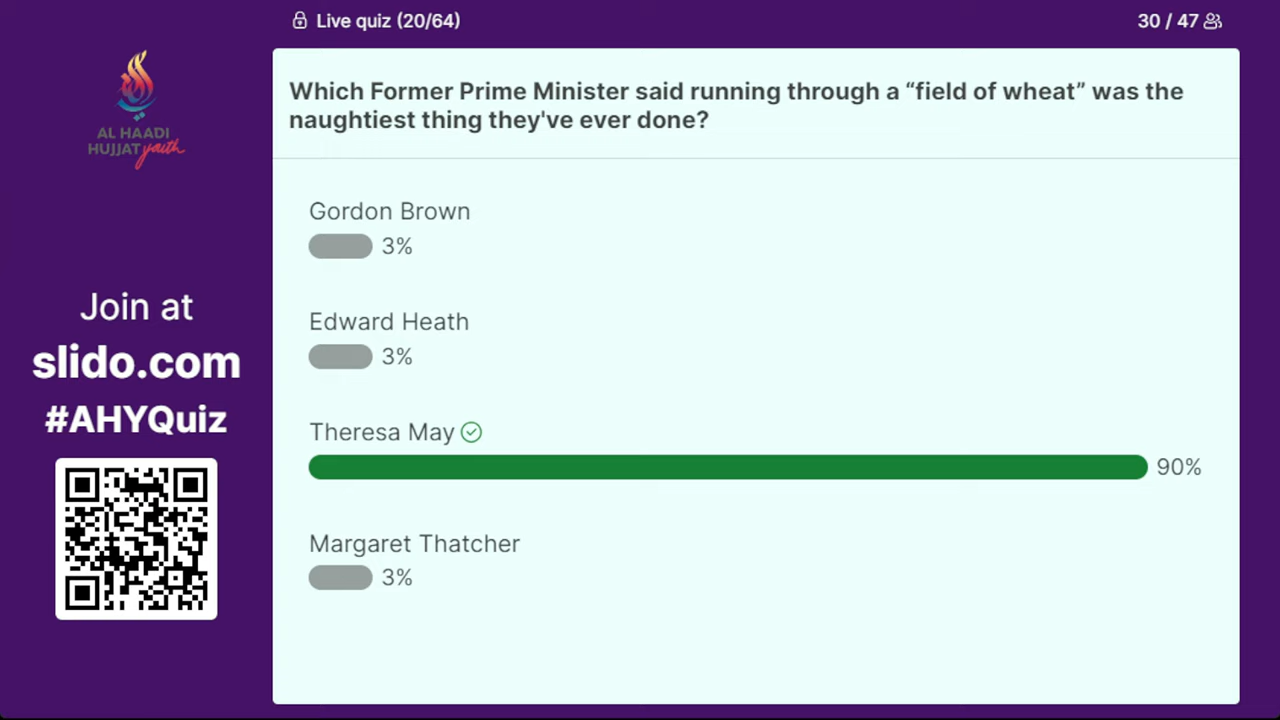 Live quiz (20/64)
30 / 47
AL HAADI
HUJJAT youth
Join at
slido.com
#AHYQuiz
Which Former Prime Minister said running through a “field of wheat” was the
naughtiest thing they've ever done?
Gordon Brown
3%
Edward Heath
3%
Theresa May
90%
Margaret Thatcher
3%